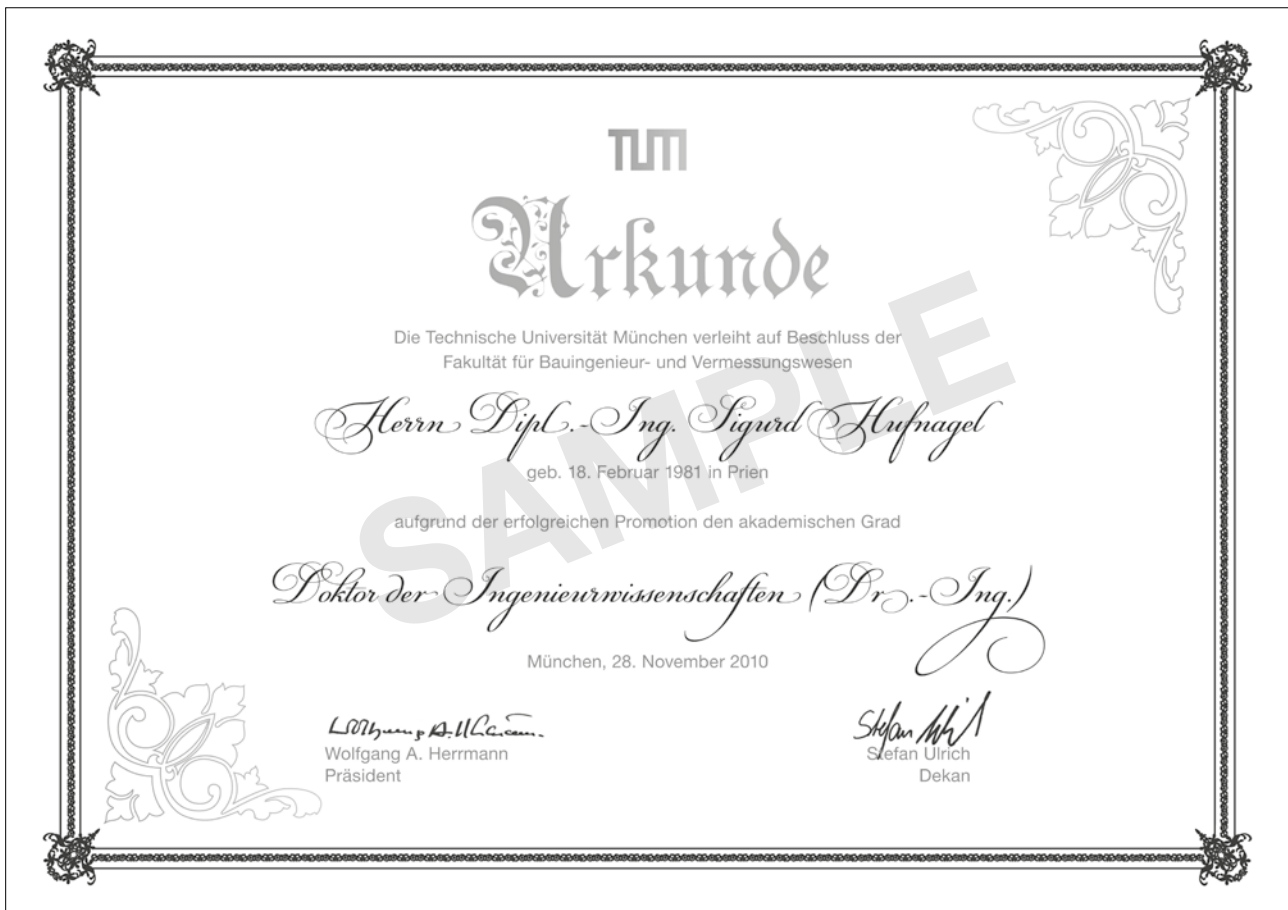 TUM
Urkunde
Die Technische Universität München verleiht auf Beschluss der
Fakultät für Bauingenieur- und Vermessungswesen
Herrn Dipl.-Ing. Sigurd Hufnagel
geb. 18. Februar 1981 in Prien
SAMPLE
aufgrund der erfolgreichen Promotion den akademischen Grad
Doktor der Ingenieurwissenschaften (Dr.-Ing.)
München, 28. November 2010
Wolfgang A. Herrmann
Präsident
Stefan Ulrich
Dekan